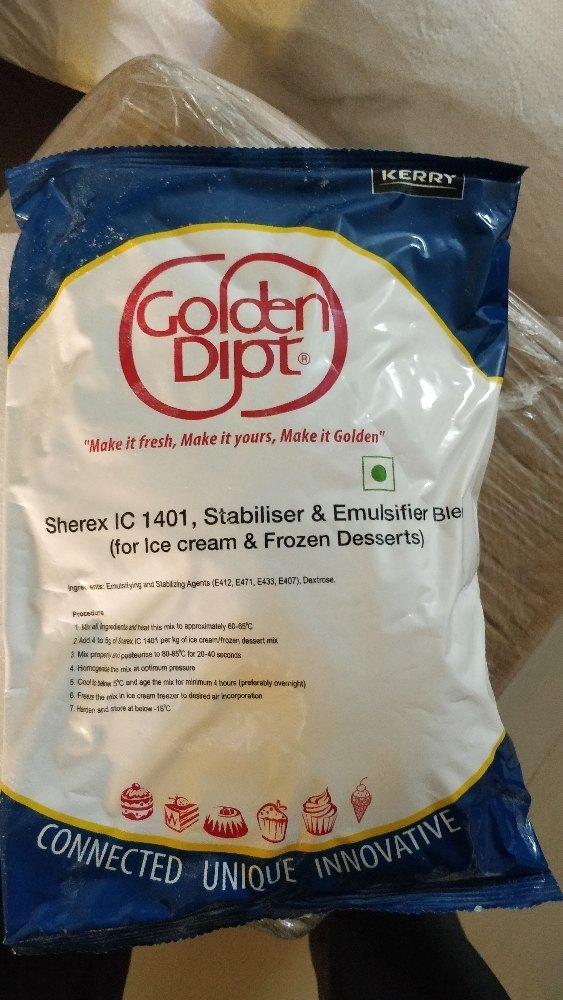 KERRY
Golden
Dipt®
"Make it fresh, Make it yours, Make it Golden"
Sherex IC 1401, Stabiliser & Emulsifier Ble
(for Ice cream & Frozen Desserts)
Ingredients: Emulsifying and Stabilizing Agents (E412, E471, E433, E407), Dextrose.
Procedure
1. Mix all ingredients and heat this mix to approximately 60-65°C
2. Add 4 to 5g of Sherex IC 1401 per kg of ice cream/frozen dessert mix
3. Mix properly and pasteurise to 80-85°C for 20-40 seconds
4. Homogenise the mix at optimum pressure
5. Cool to below 5°C and age the mix for minimum 4 hours (preferably overnight)
6. Freeze the mix in ice cream freezer to desired air incorporation
7. Harden and store at below -18°C
CONNECTED UNIQUE INNOVATIVE